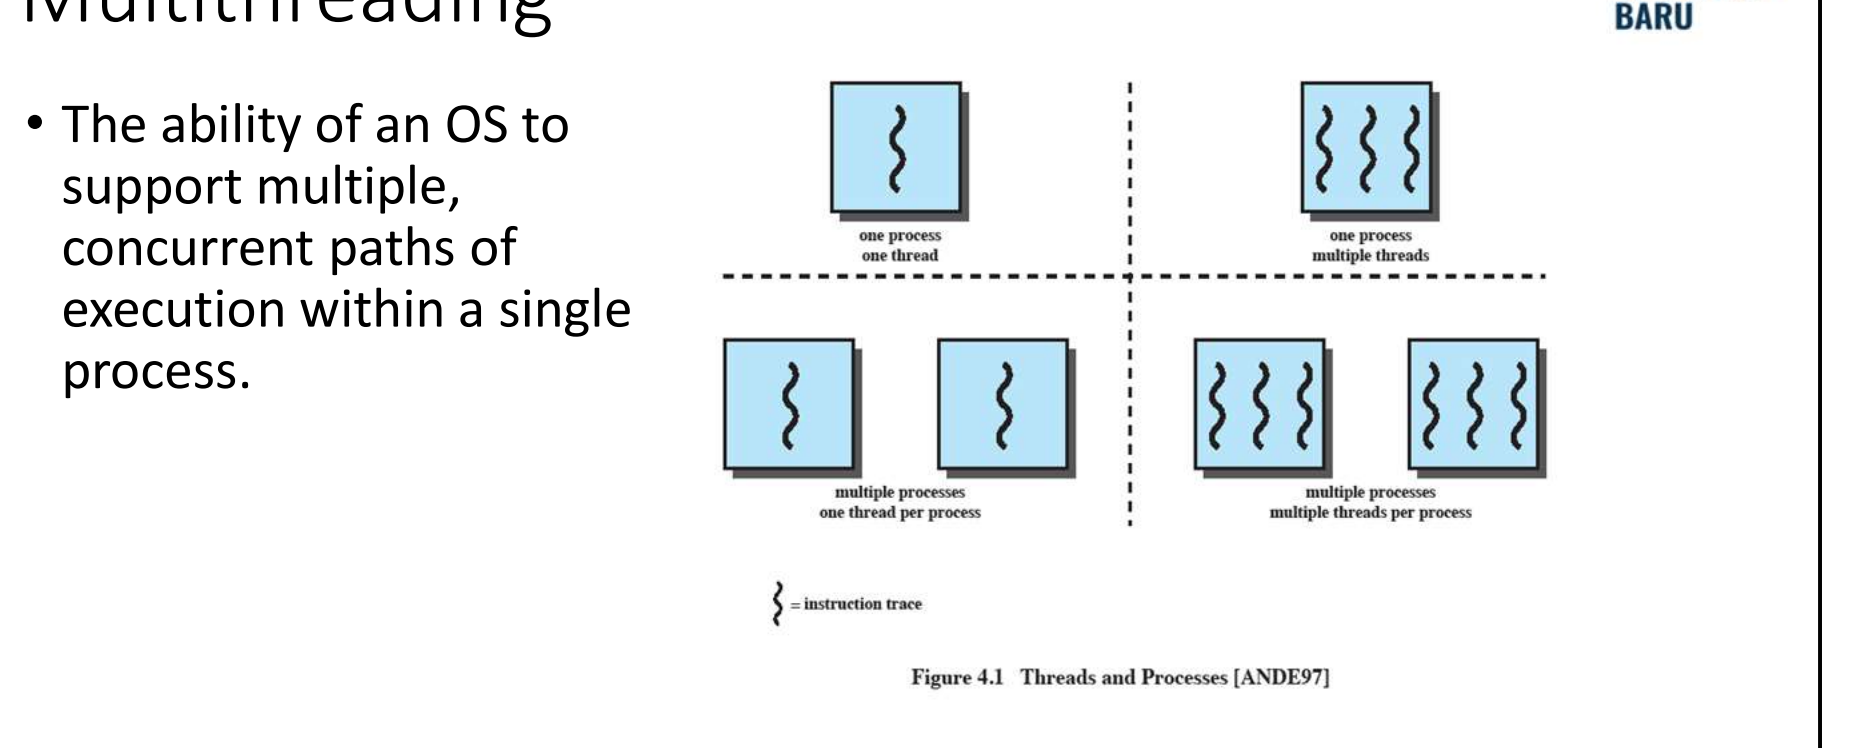 Multithreading
BARU
• The ability of an OS to
support multiple,
concurrent paths of
execution within a single
process.
one process
one thread
one process
multiple threads
multiple processes
one thread per process
multiple processes
multiple threads per process
= instruction trace
Figure 4.1 Threads and Processes [ANDE97]